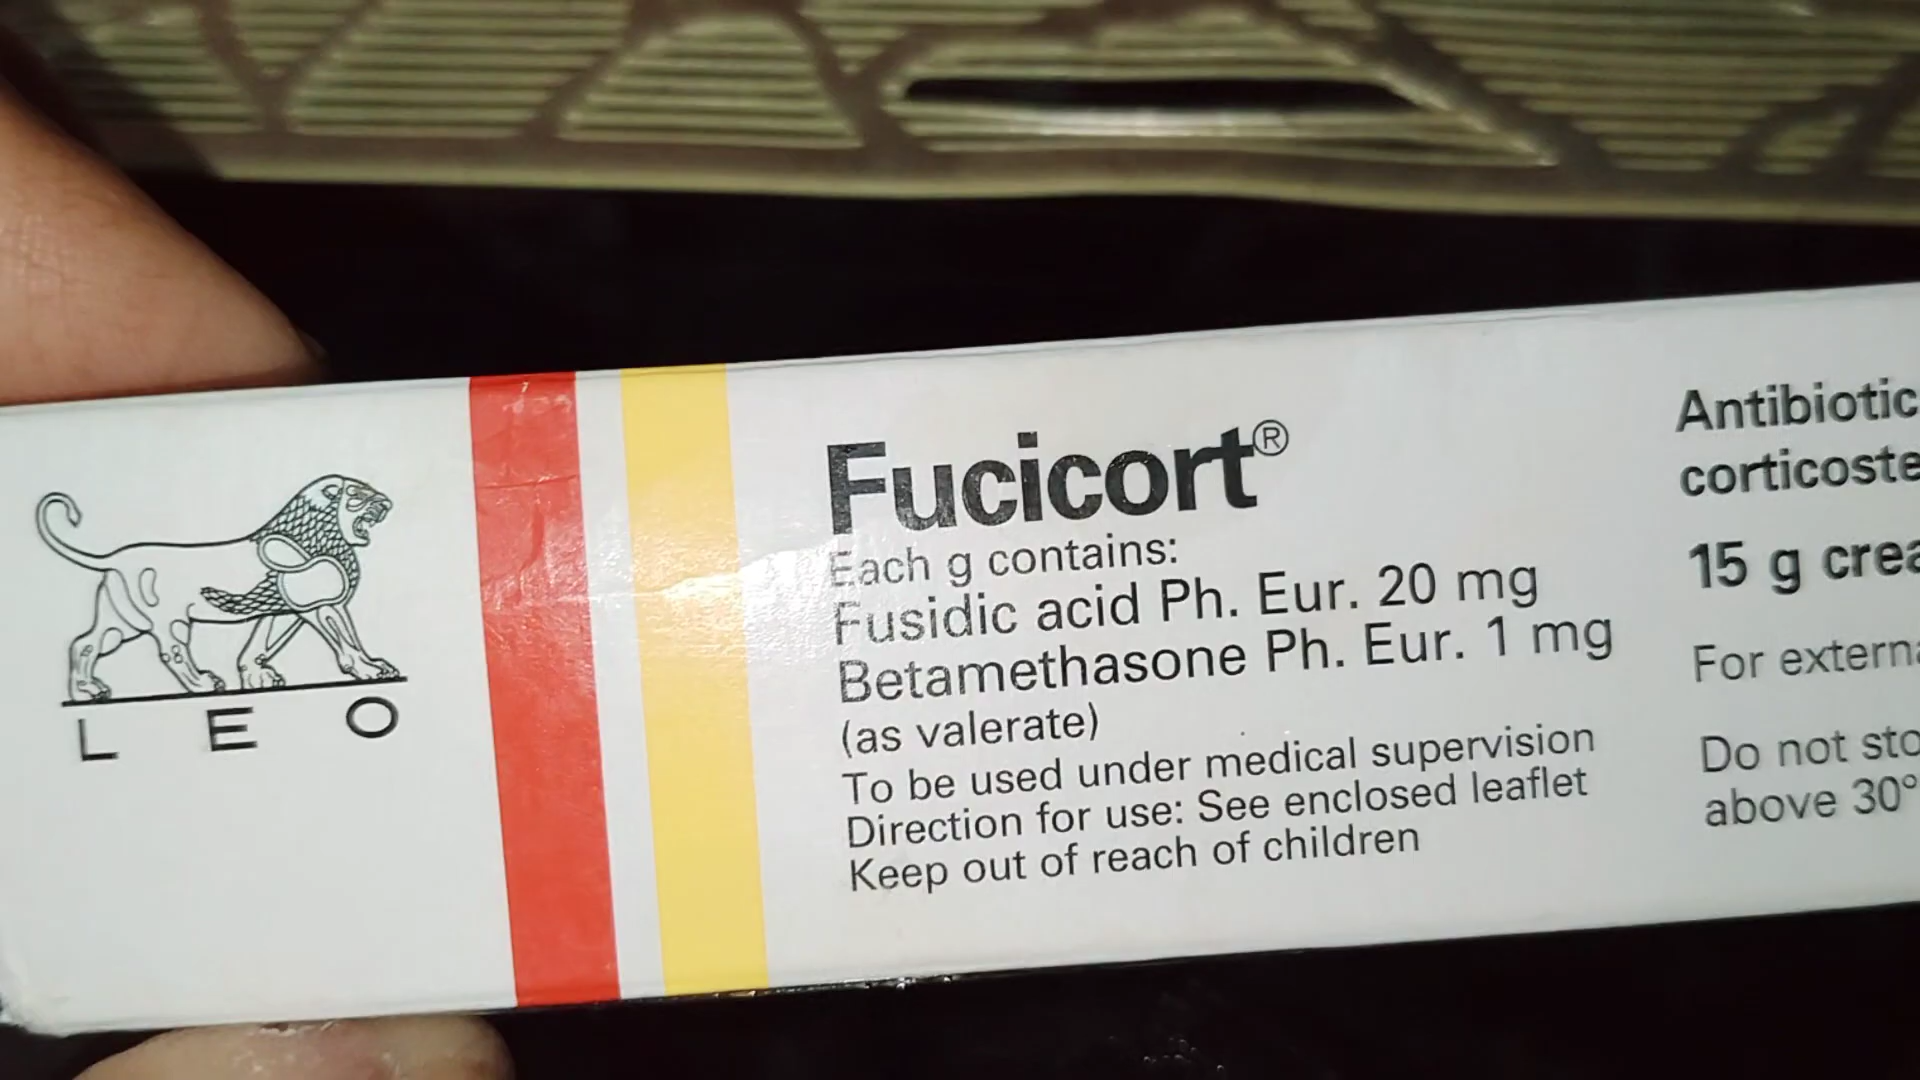 LEO
Fucicort®
Each g contains:
Fusidic acid Ph. Eur. 20 mg
Betamethasone Ph. Eur. 1 mg
(as valerate)
To be used under medical supervision
Direction for use: See enclosed leaflet
Keep out of reach of children
Antibiotic
15 g
For
Do not
above 30°